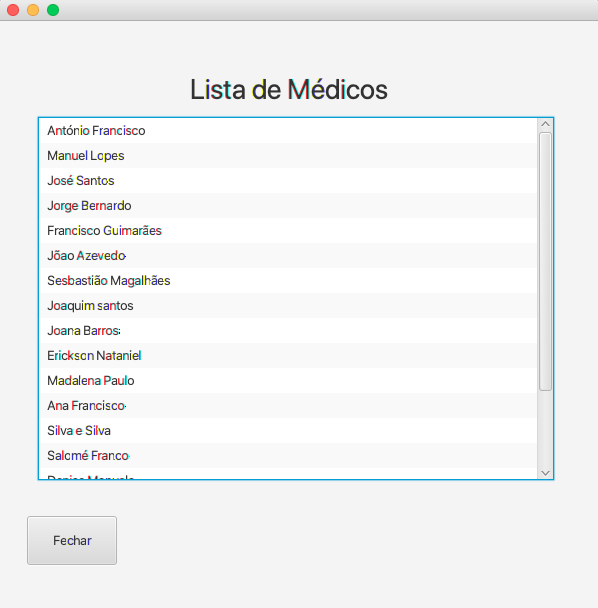 Lista de Médicos
António Francisco
Manuel Lopes
José Santos
Jorge Bernardo
Francisco Guimarães
Jõao Azevedo
Sesbastião Magalhães
Joaquim santos
Joana Barros
Erickson Nataniel
Madalena Paulo
Ana Francisco
Silva e Silva
Salomé Franco
Fechar